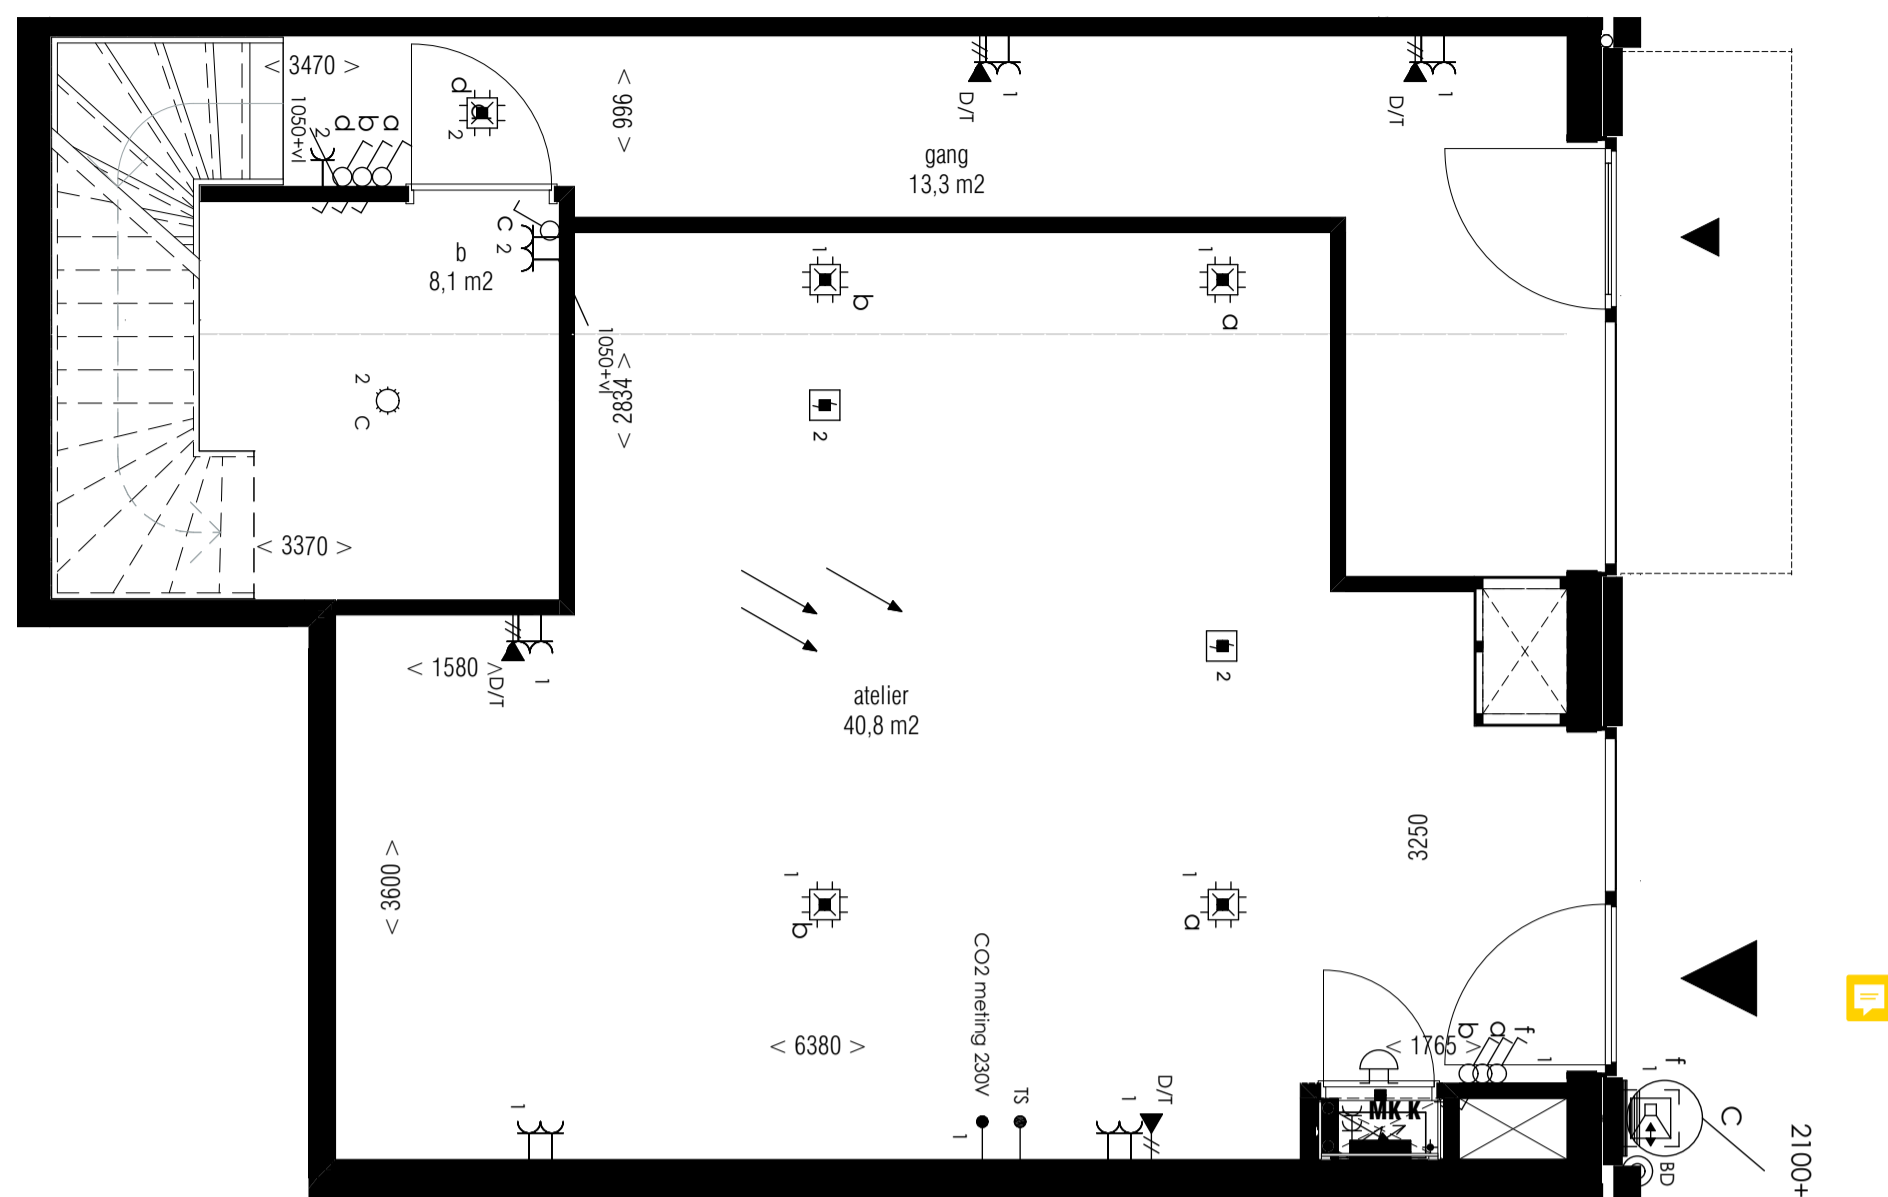 < 3470 >
1050+vl
2
d
b
a
d
2
< 996 >
D/T
1
D/T
1
gang
13,3 m2
C
2
b
8,1 m2
1
b
1
a
1050+vl
< 2834 >
2
C
2
< 3370 >
< 1580 >
D/T
1
2
atelier
40,8 m2
3250
< 3600 >
1
b
1
a
CO2 meting 230V
1
TS
< 6380 >
b
a
f
1
< 1765 >
1
1
D/T
MK K
f
1
C
BD
2100+